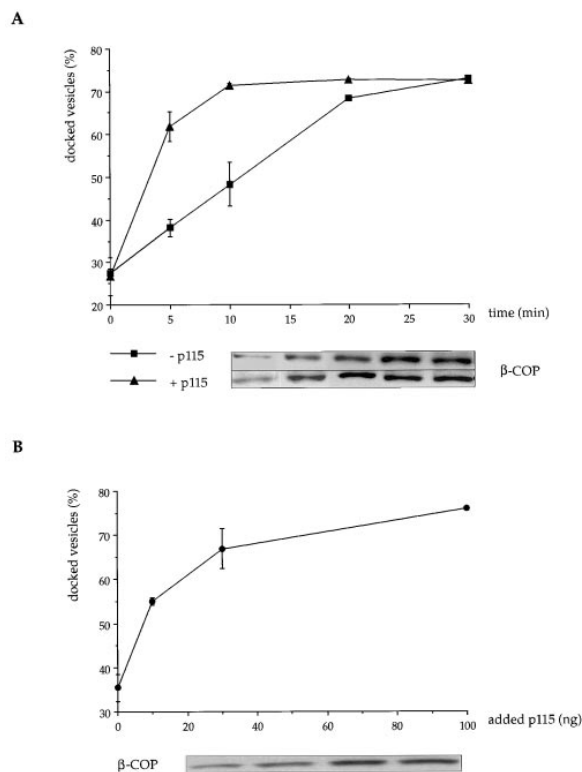 A
docked vesicles (%)
80
70
60
50
40
30
20
0 5 10 15 20 25 30
time (min)
- p115
+ p115
β-COP
B
docked vesicles (%)
80
70
60
50
40
30
0 20 40 60 80 100
added p115 (ng)
β-COP